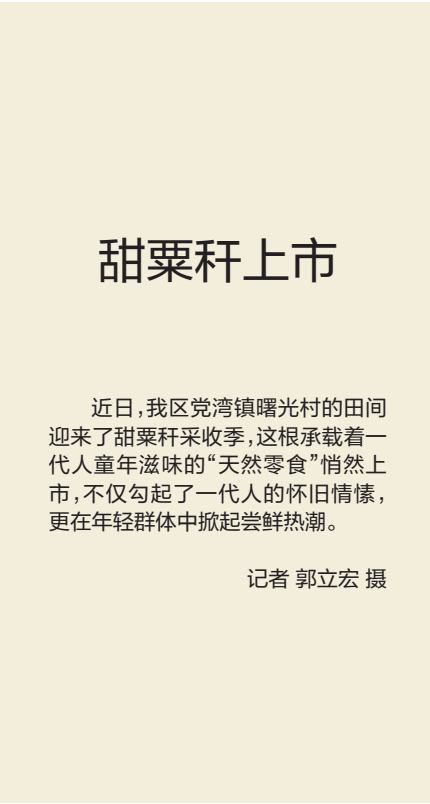 甜粟秆上市
近日，我区党湾镇曙光村的田间
迎来了甜粟秆采收季，这根承载着一
代人童年滋味的“天然零食”悄然上
市，不仅勾起了一代人的怀旧情愫，
更在年轻群体中掀起尝鲜热潮。
记者 郭立宏 摄